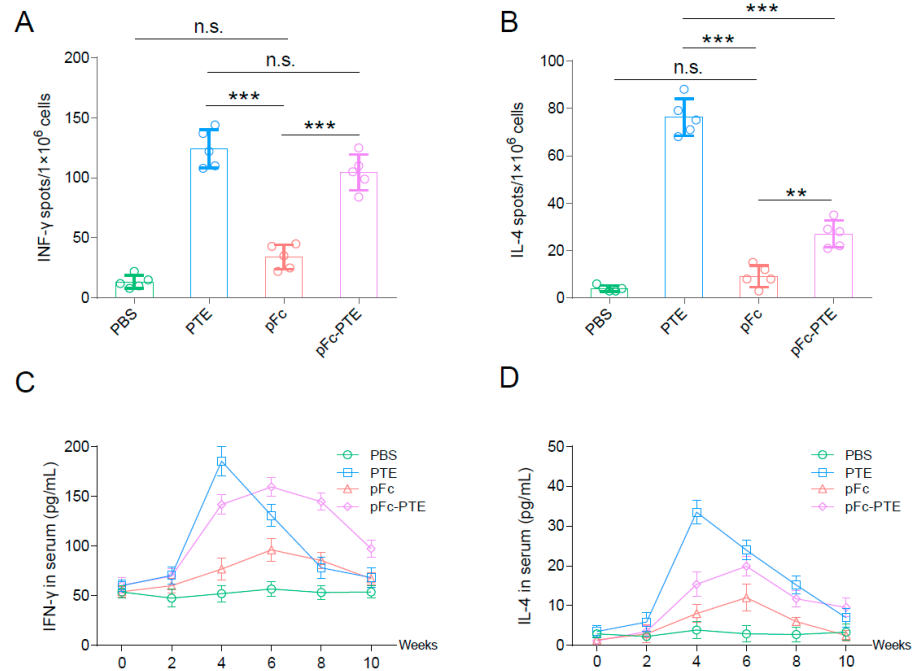 A
n.s.
n.s.
***
***
INF-γ spots/1×10⁶ cells
200
150
100
50
0
PBS
PTE
pFc
pFc-PTE
B
***
***
n.s.
**
IL-4 spots/1×10⁶ cells
100
80
60
40
20
0
PBS
PTE
pFc
pFc-PTE
C
IFN-γ in serum (pg/mL)
200
150
100
50
0
0 2 4 6 8 10
Weeks
PBS
PTE
pFc
pFc-PTE
D
IL-4 in serum (pg/mL)
50
40
30
20
10
0
0 2 4 6 8 10
Weeks
PBS
PTE
pFc
pFc-PTE